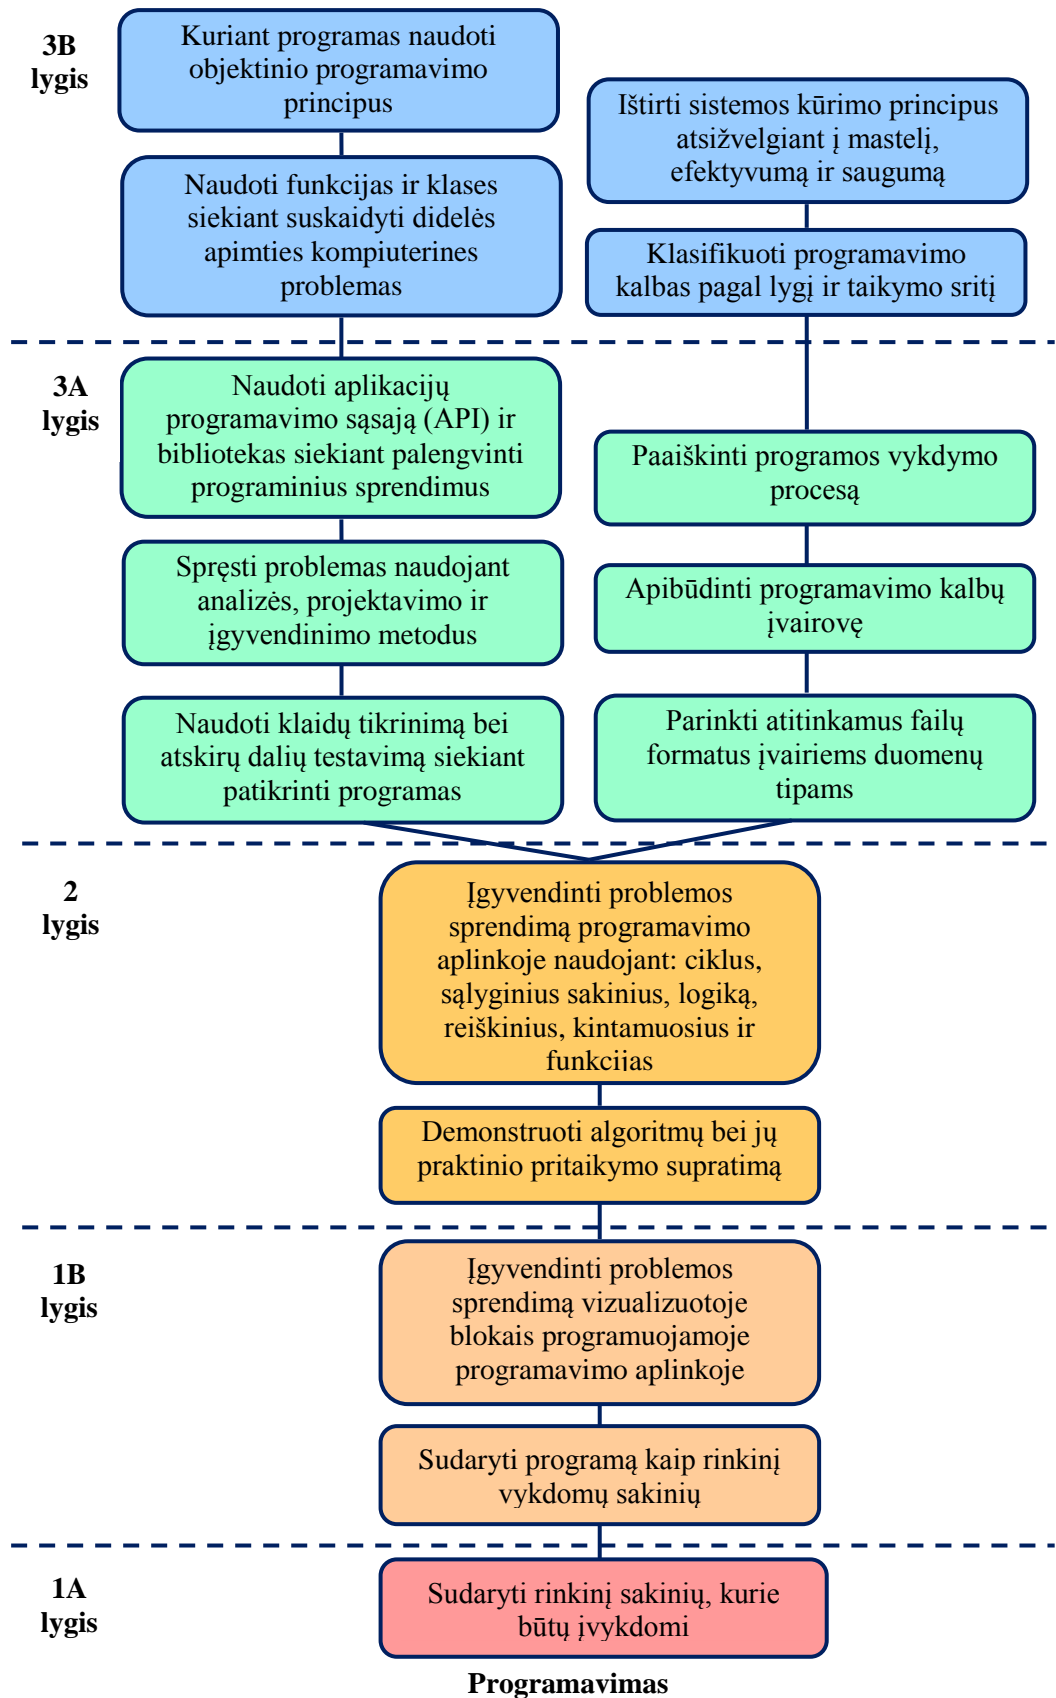 3B
lygis
Kuriant programas naudoti
objektinio programavimo
principus
Ištirti sistemos kūrimo principus
atsižvelgiant į mastelį,
efektyvumą ir saugumą
Naudoti funkcijas ir klases
siekiant suskaidyti didelės
apimties kompiuterines
problemas
Klasifikuoti programavimo
kalbas pagal lygį ir taikymo sritį
3A
lygis
Naudoti aplikacijų
programavimo sąsają (API) ir
bibliotekas siekiant palengvinti
programinius sprendimus
Paaiškinti programos vykdymo
procesą
Spręsti problemas naudojant
analizės, projektavimo ir
įgyvendinimo metodus
Apibūdinti programavimo kalbų
įvairovę
Naudoti klaidų tikrinimą bei
atskirų dalių testavimą siekiant
patikrinti programas
Parinkti atitinkamus failų
formatus įvairiems duomenų
tipams
2
lygis
Įgyvendinti problemos
sprendimą programavimo
aplinkoje naudojant: ciklus,
sąlyginius sakinius, logiką,
reiškinius, kintamuosius ir
funkcijas
Demonstruoti algoritmų bei jų
praktinio pritaikymo supratimą
1B
lygis
Įgyvendinti problemos
sprendimą vizualizuotoje
blokais programuojamoje
programavimo aplinkoje
Sudaryti programą kaip rinkinį
vykdomų sakinių
1A
lygis
Sudaryti rinkinį sakinių, kurie
būtų įvykdomi
Programavimas